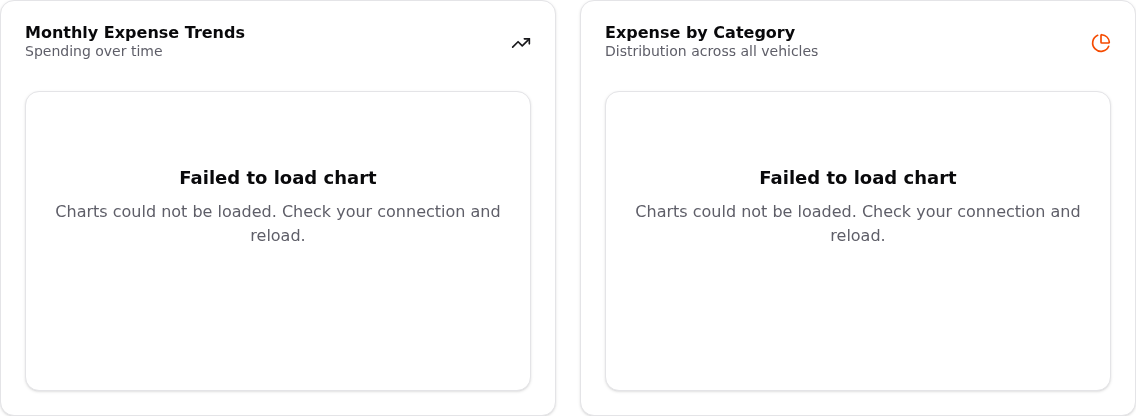 Monthly Expense Trends
Spending over time
Failed to load chart
Charts could not be loaded. Check your connection and
reload.
Expense by Category
Distribution across all vehicles
Failed to load chart
Charts could not be loaded. Check your connection and
reload.